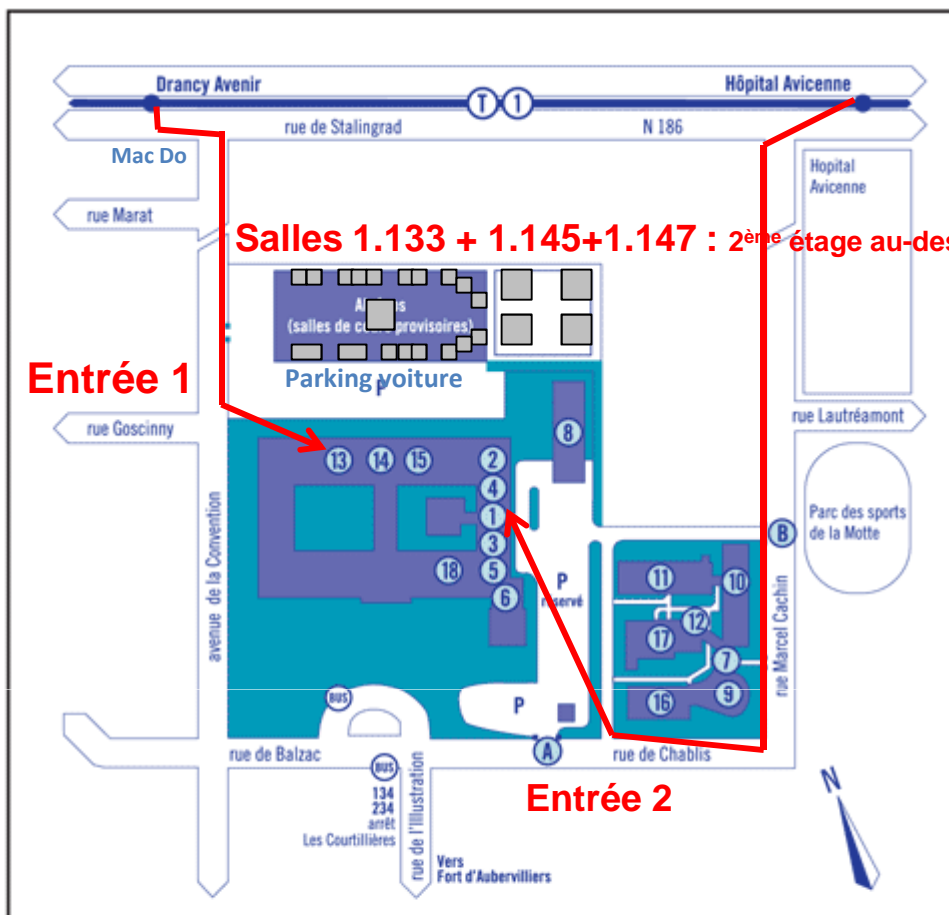 Drancy Avenir
Hôpital Avicenne
T 1
rue de Stalingrad
N 186
Mac Do
Hopital
Avicenne
rue Marat
Salles 1.133 + 1.145+1.147 : 2ème étage au-des
(salles de cours provisoires)
Entrée 1
Parking voiture
P
rue Goscinny
rue Lautréamont
8
13 14 15 2
4
1
3
18 5
6
avenue de la Convention
P
réservé
B
Parc des sports
de la Motte
11 10
12
17
7
16 9
rue Marcel Cachin
BUS
P
A
rue de Balzac
rue de Chablis
BUS
134
234
arrêt
Les Courtillières
rue de l'Illustration
Entrée 2
Vers
Fort d'Aubervilliers
N